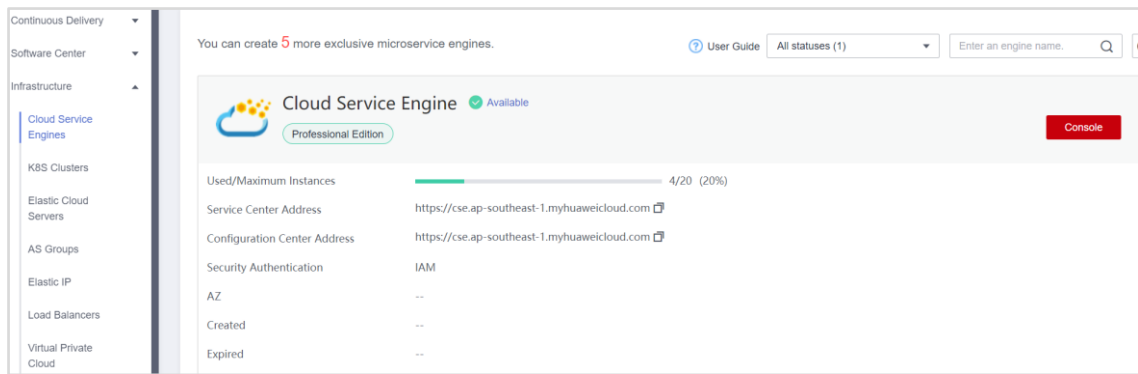 Continuous Delivery
Software Center
Infrastructure
Cloud Service
Engines
K8S Clusters
Elastic Cloud
Servers
AS Groups
Elastic IP
Load Balancers
Virtual Private
Cloud
You can create 5 more exclusive microservice engines.
User Guide
All statuses (1)
Enter an engine name.
Cloud Service Engine Available
Professional Edition
Console
Used/Maximum Instances 4/20 (20%)
Service Center Address https://cse.ap-southeast-1.myhuaweicloud.com
Configuration Center Address https://cse.ap-southeast-1.myhuaweicloud.com
Security Authentication IAM
AZ --
Created --
Expired --